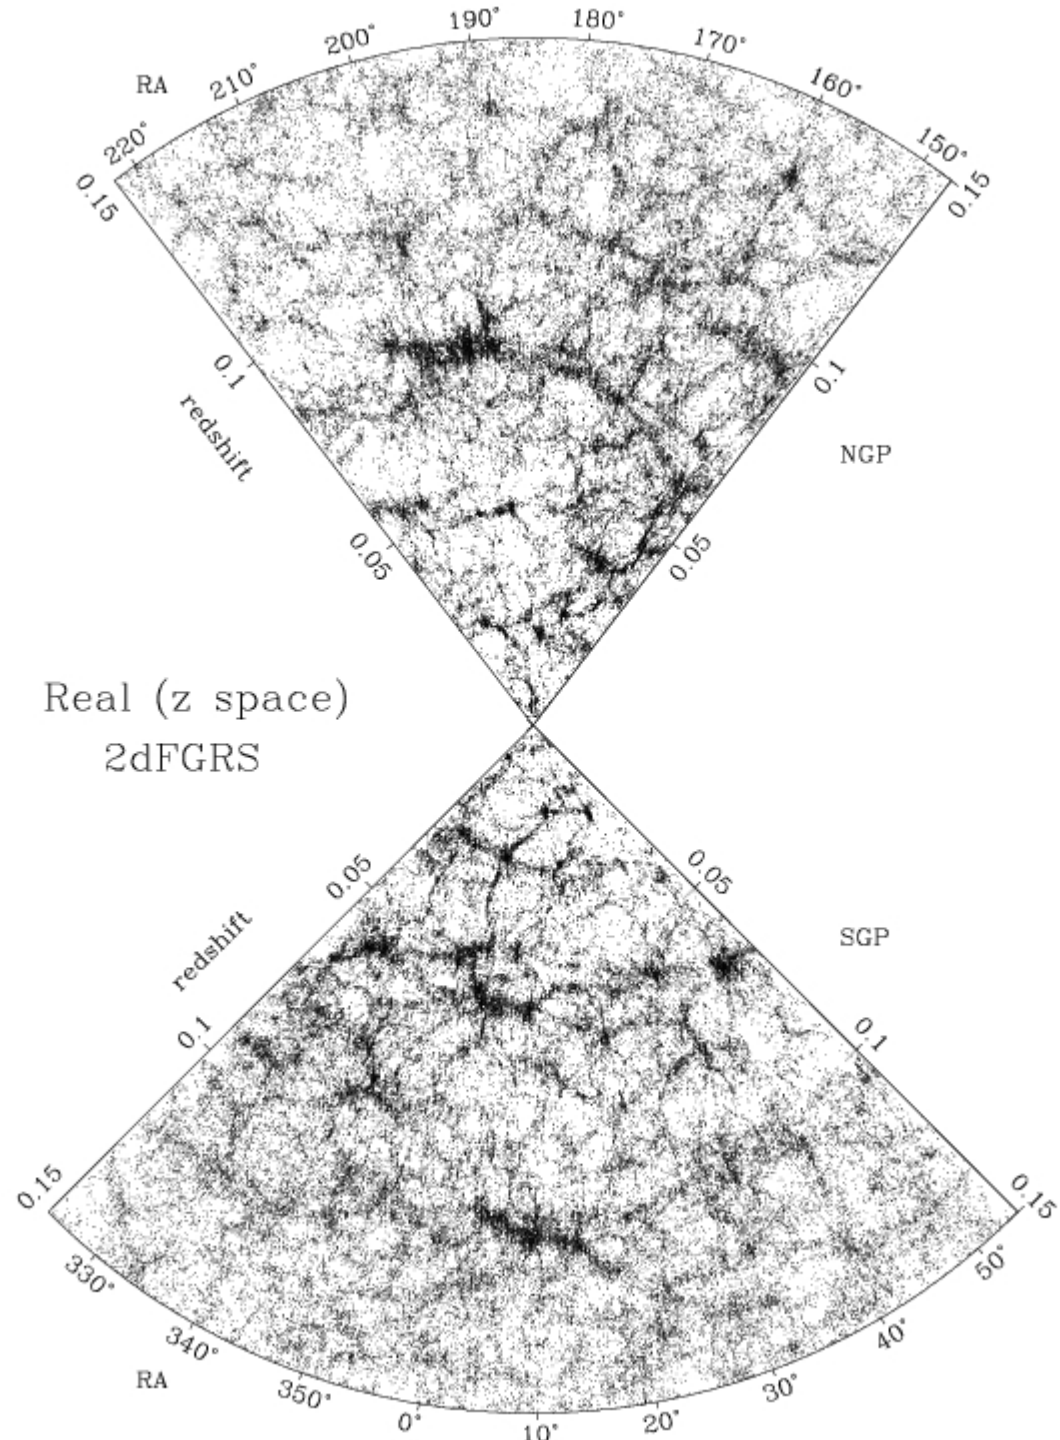 190° 180°
200° 170°
RA 210° 160°
220° 150°
0.15 0.15
0.1 0.1
redshift NGP
0.05 0.05
Real (z space)
2dFGRS
0.05 0.05
redshift SGP
0.1 0.1
0.15 0.15
330° 50°
340° 40°
RA 350° 30°
0° 10° 20°